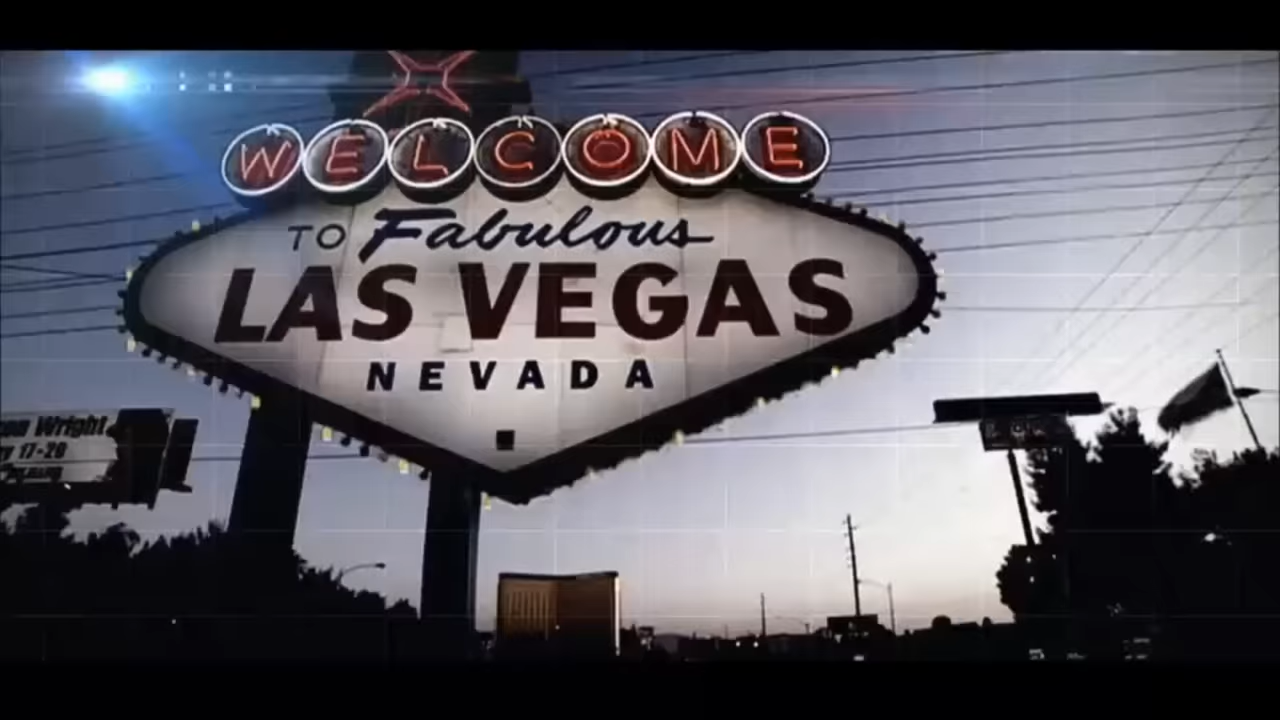 WELCOME
TO Fabulous
LAS VEGAS
NEVADA
Wright
17-20